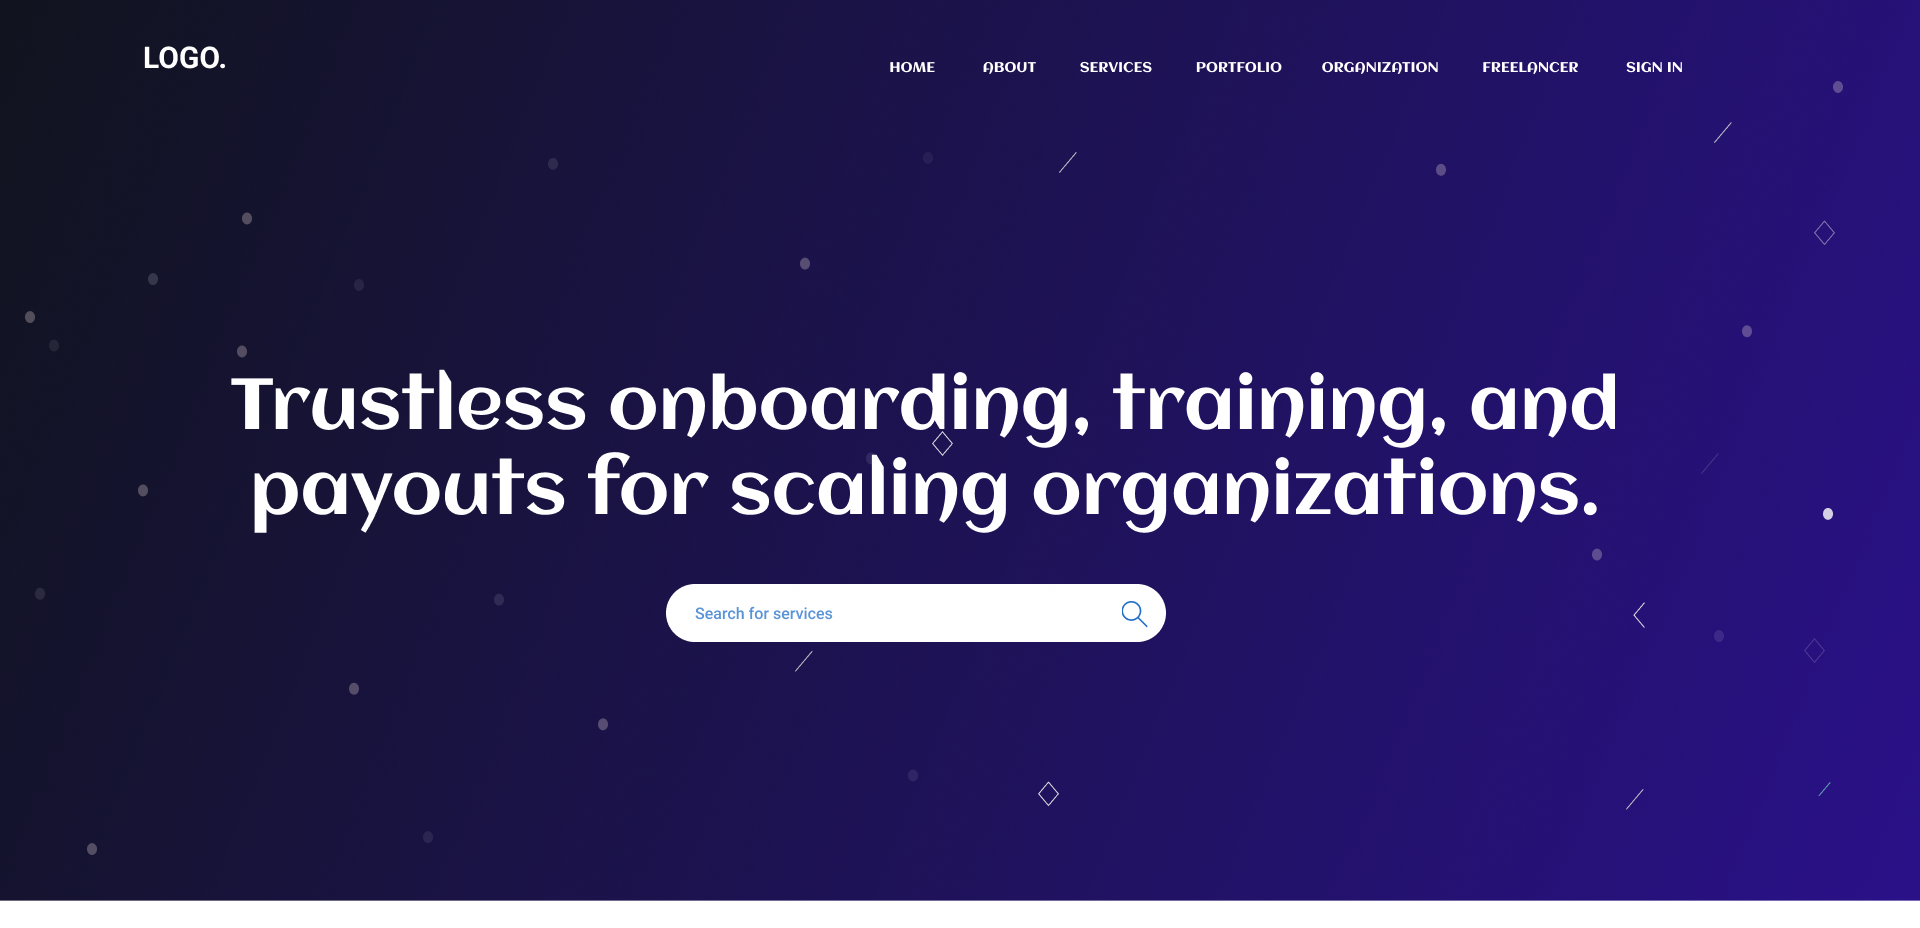 LOGO.
HOME ABOUT SERVICES PORTFOLIO ORGANIZATION FREELANCER SIGN IN
Trustless onboarding, training, and
payouts for scaling organizations.
Search for services